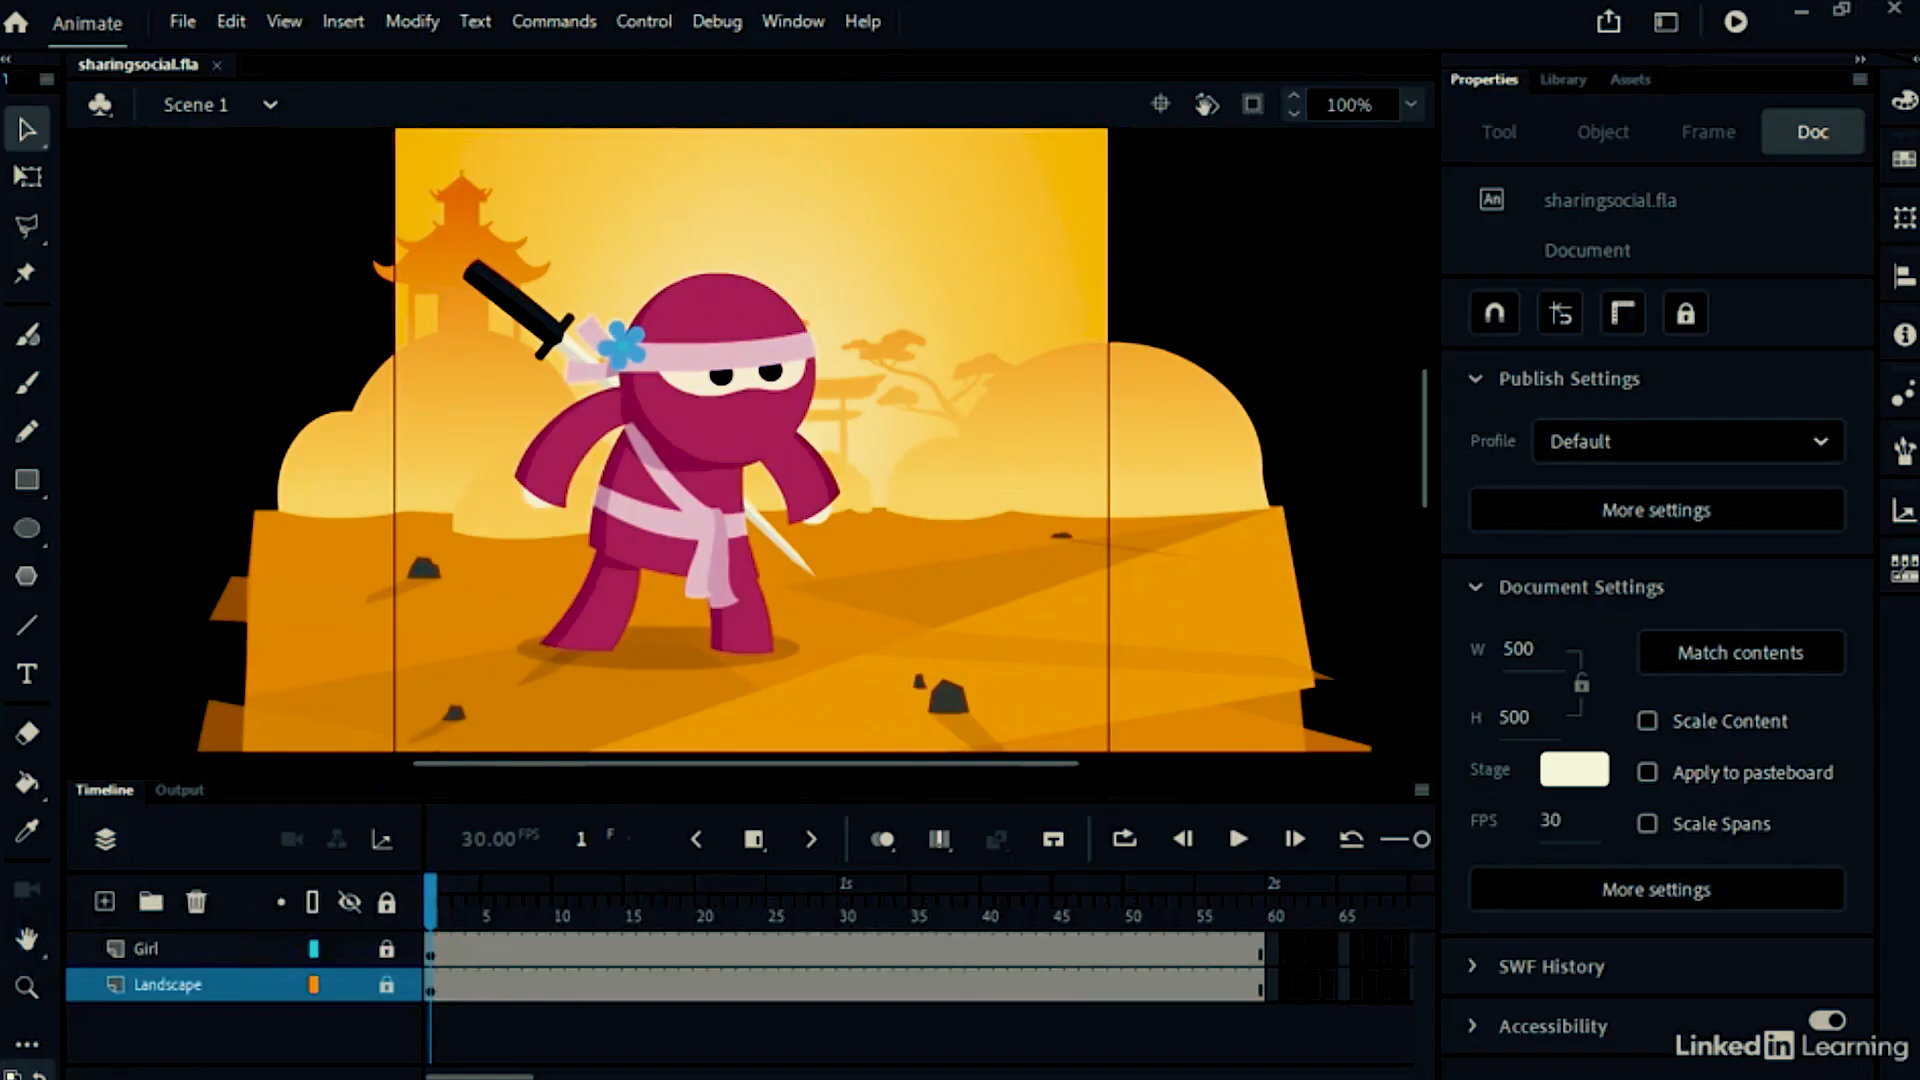 Animate File Edit View Insert Modify Text Commands Control Debug Window Help
sharingsocial.fla
Scene 1
100%
Properties Library Assets
Tool Object Frame Doc
An sharingsocial.fla
Document
Publish Settings
Profile Default
More settings
Document Settings
W 500 Match contents
H 500 Scale Content
Stage Apply to pasteboard
FPS 30 Scale Spans
More settings
SWF History
Accessibility
Timeline Output
30.00 FPS 1 F
1s 2s
5 10 15 20 25 30 35 40 45 50 55 60 65
Girl
Landscape
T
Linked in Learning